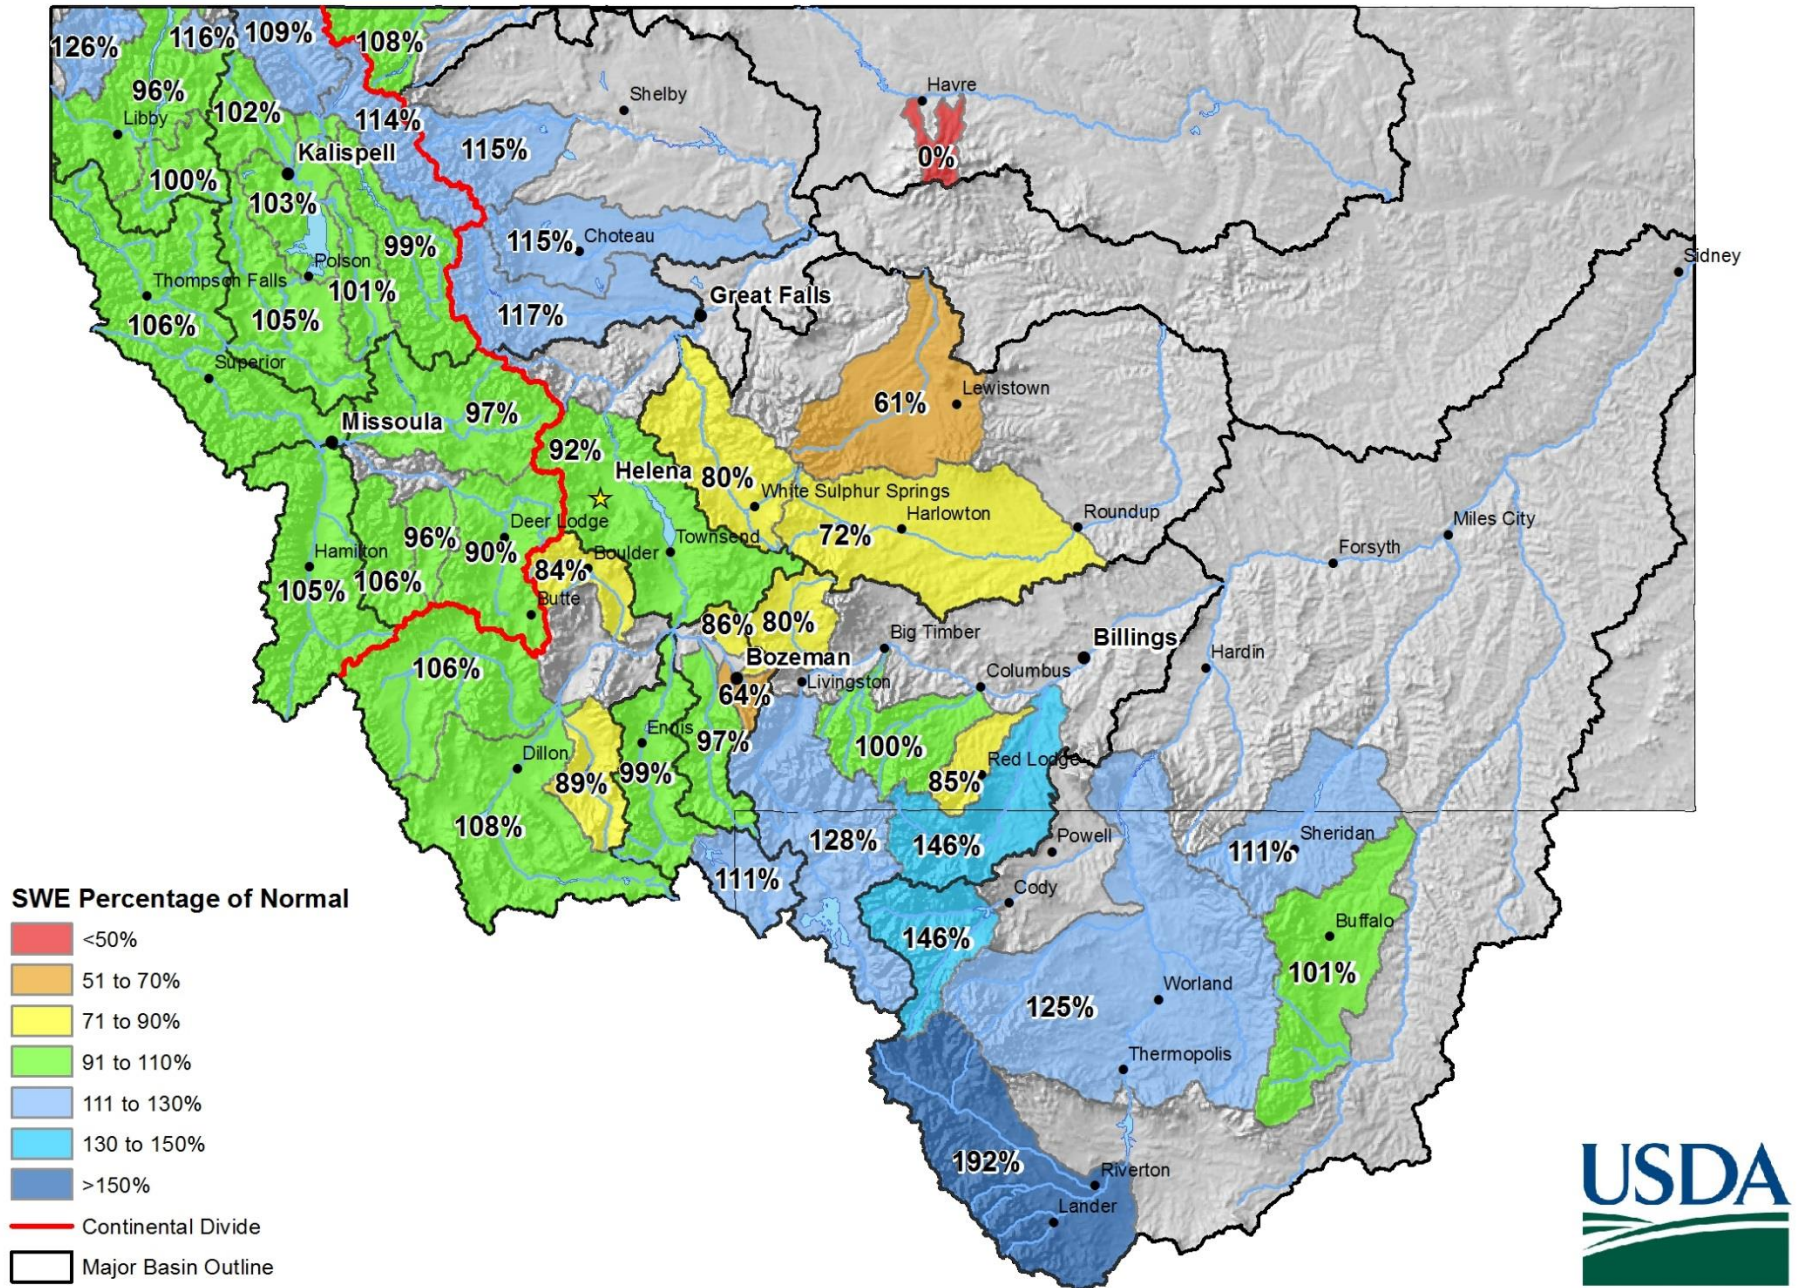 126%
116%
109%
108%
96%
102%
Libby
114%
Shelby
Havre
115%
0%
Kalispell
100%
103%
99%
115%
Choteau
Polson
Thompson Falls
101%
106%
105%
117%
Great Falls
Sidney
Superior
Lewistown
61%
Missoula
97%
92%
Helena
80%
White Sulphur Springs
Harlowton
72%
Roundup
Miles City
Forsyth
Deer Lodge
96%
90%
Hamilton
105%
106%
Boulder
84%
Townsend
Butte
86%
80%
Big Timber
Billings
Hardin
Bozeman
Livingston
Columbus
64%
106%
Ennis
97%
100%
Dillon
89%
99%
Red Lodge
85%
108%
128%
146%
Powell
Sheridan
111%
111%
Cody
146%
Buffalo
101%
Worland
125%
Thermopolis
192%
Riverton
Lander
SWE Percentage of Normal
<50%
51 to 70%
71 to 90%
91 to 110%
111 to 130%
130 to 150%
>150%
Continental Divide
Major Basin Outline
USDA